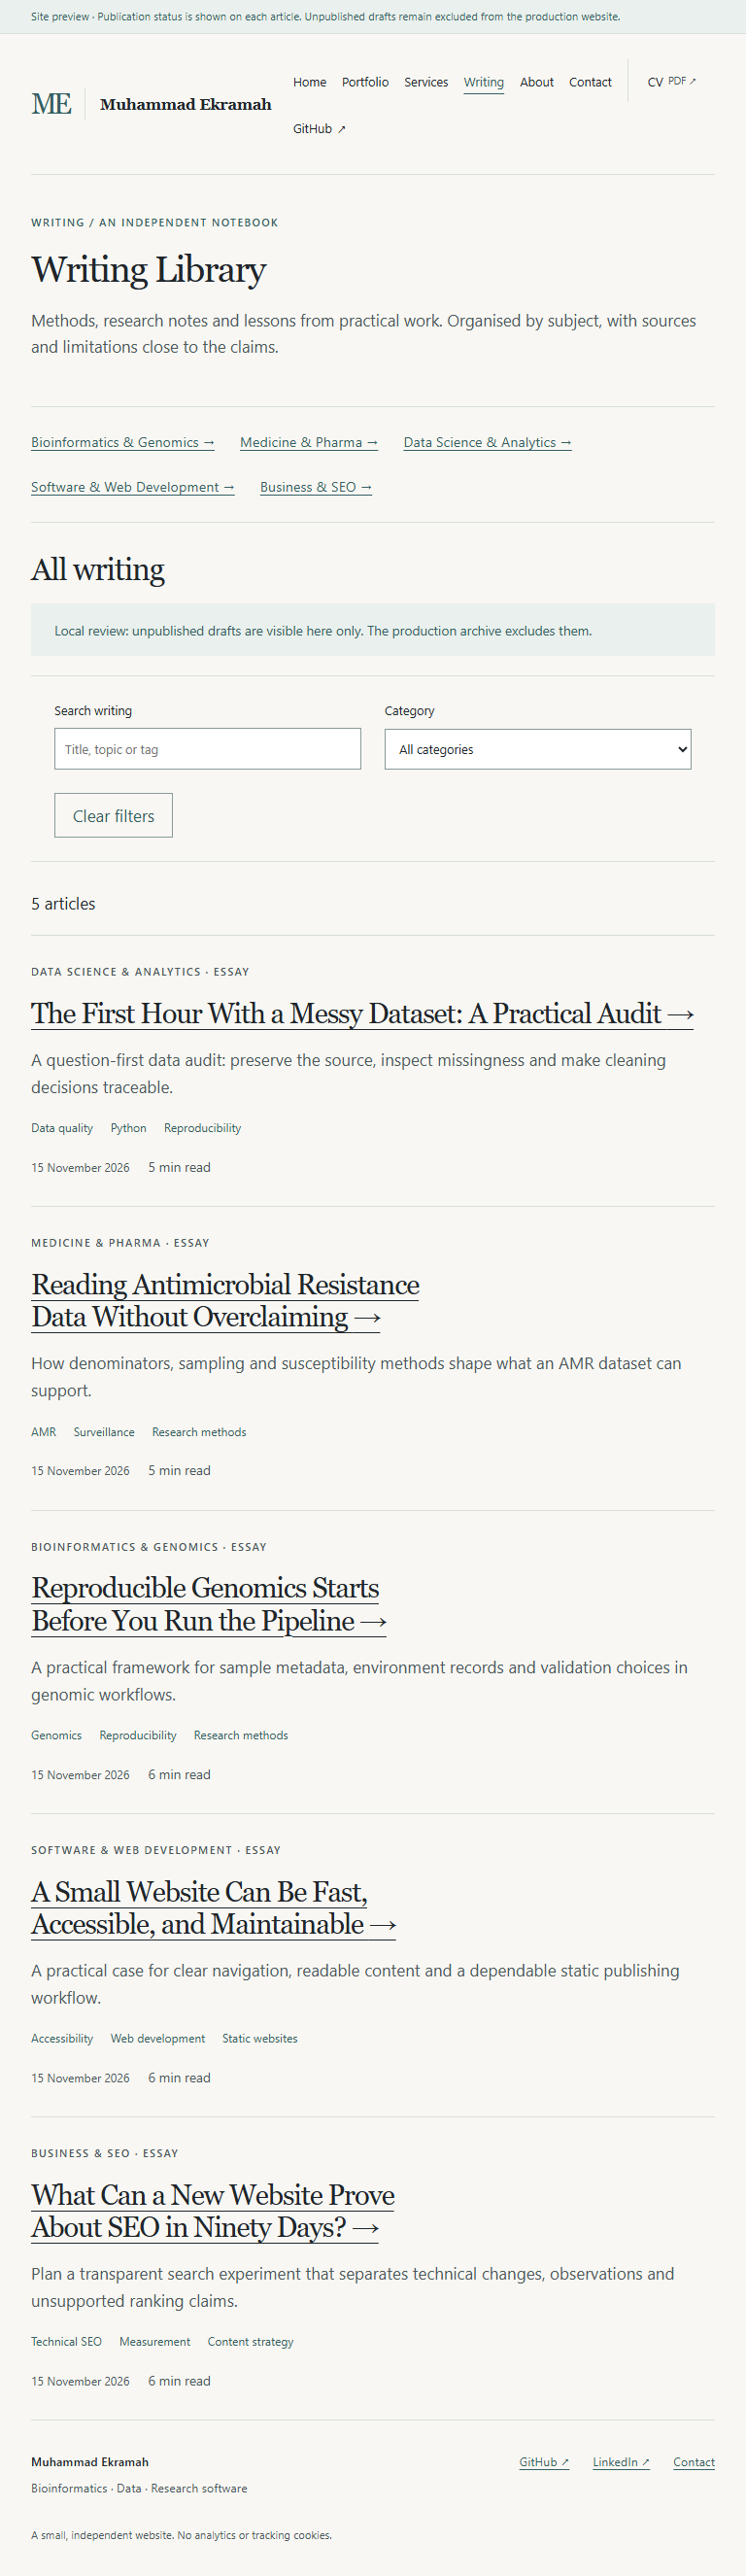 Site preview · Publication status is shown on each article. Unpublished drafts remain excluded from the production website.
ME
Muhammad Ekramah
Home Portfolio Services Writing About Contact CV PDF ↗
GitHub ↗
WRITING / AN INDEPENDENT NOTEBOOK
Writing Library
Methods, research notes and lessons from practical work. Organised by subject, with sources
and limitations close to the claims.
Bioinformatics & Genomics → Medicine & Pharma → Data Science & Analytics →
Software & Web Development → Business & SEO →
All writing
Local review: unpublished drafts are visible here only. The production archive excludes them.
Search writing Category
Title, topic or tag All categories
Clear filters
5 articles
DATA SCIENCE & ANALYTICS · ESSAY
The First Hour With a Messy Dataset: A Practical Audit →
A question-first data audit: preserve the source, inspect missingness and make cleaning
decisions traceable.
Data quality Python Reproducibility
15 November 2026 5 min read
MEDICINE & PHARMA · ESSAY
Reading Antimicrobial Resistance
Data Without Overclaiming →
How denominators, sampling and susceptibility methods shape what an AMR dataset can
support.
AMR Surveillance Research methods
15 November 2026 5 min read
BIOINFORMATICS & GENOMICS · ESSAY
Reproducible Genomics Starts
Before You Run the Pipeline →
A practical framework for sample metadata, environment records and validation choices in
genomic workflows.
Genomics Reproducibility Research methods
15 November 2026 6 min read
SOFTWARE & WEB DEVELOPMENT · ESSAY
A Small Website Can Be Fast,
Accessible, and Maintainable →
A practical case for clear navigation, readable content and a dependable static publishing
workflow.
Accessibility Web development Static websites
15 November 2026 6 min read
BUSINESS & SEO · ESSAY
What Can a New Website Prove
About SEO in Ninety Days? →
Plan a transparent search experiment that separates technical changes, observations and
unsupported ranking claims.
Technical SEO Measurement Content strategy
15 November 2026 6 min read
Muhammad Ekramah GitHub ↗ LinkedIn ↗ Contact
Bioinformatics · Data · Research software
A small, independent website. No analytics or tracking cookies.